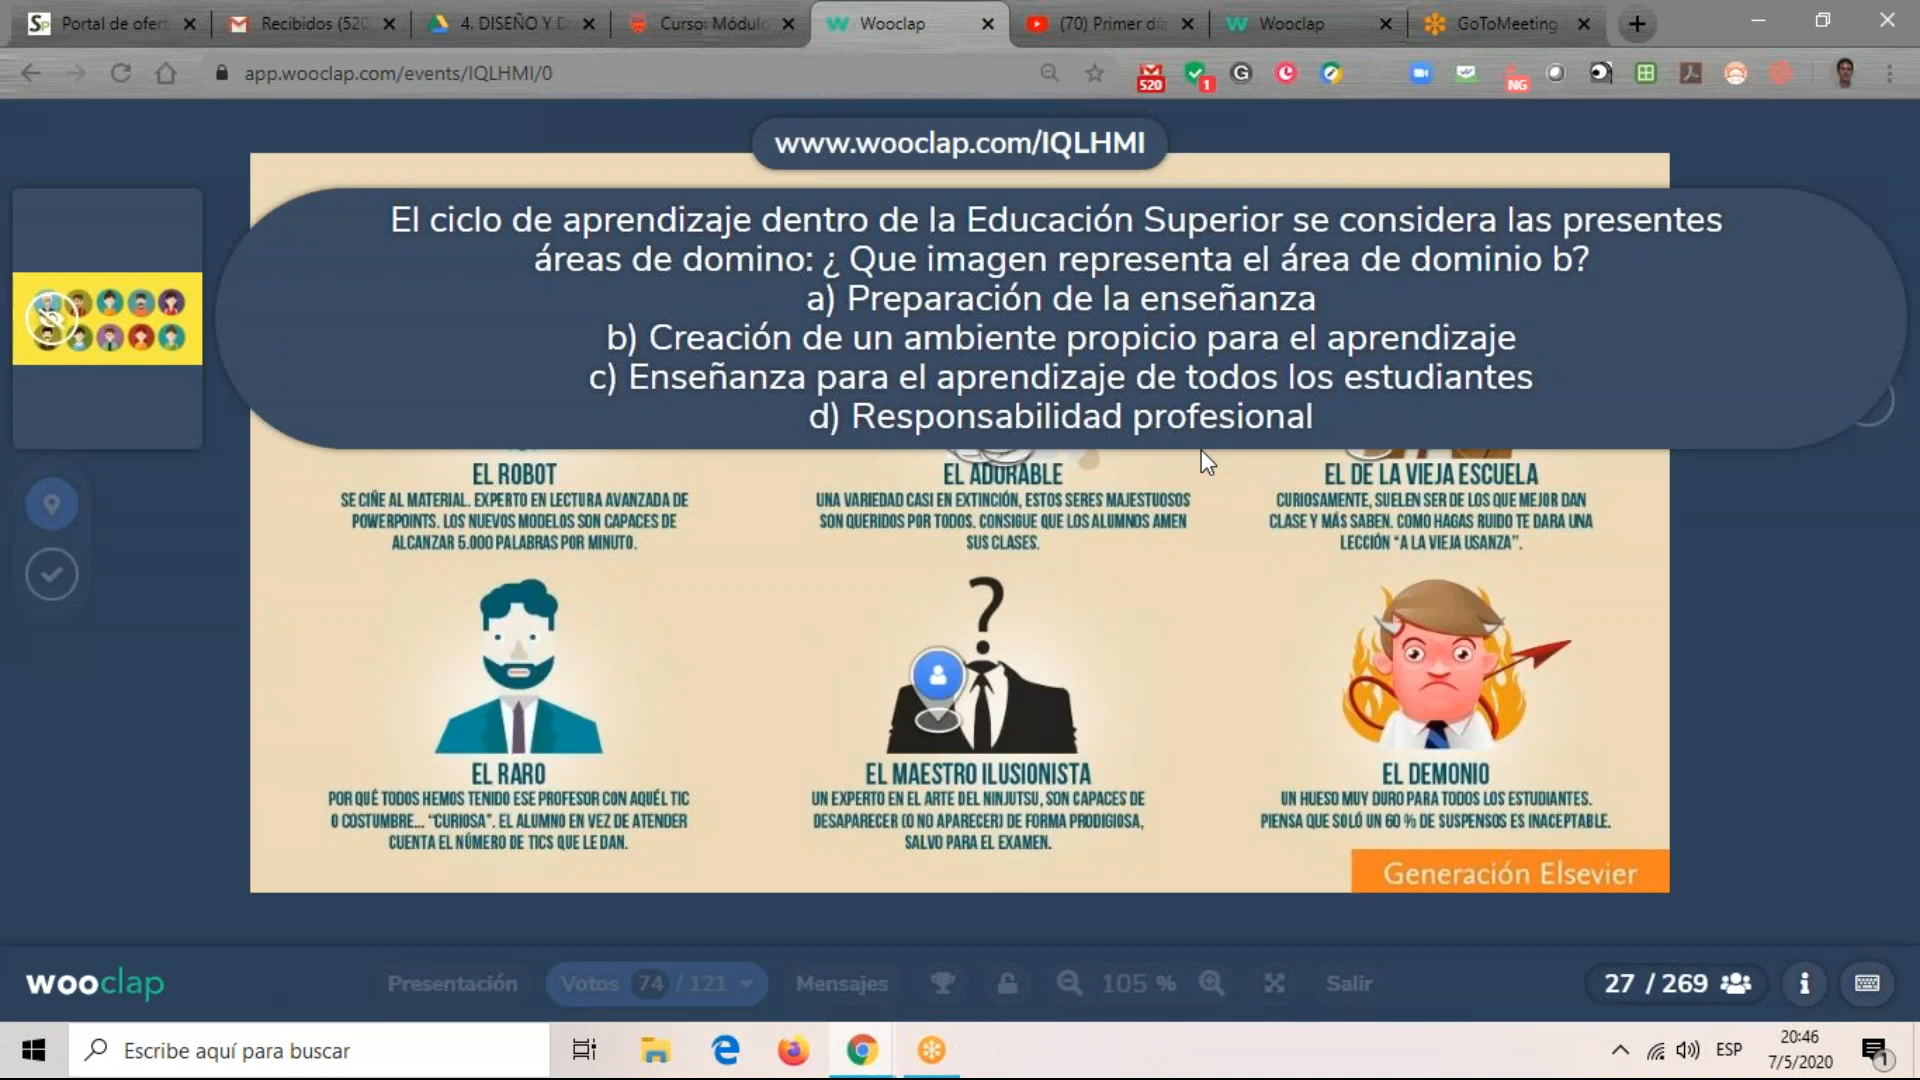 Portal de ofer
Recibidos (520
4. DISEÑO Y D
Curso: Módulo
Wooclap
(70) Primer día
Wooclap
GoToMeeting
app.wooclap.com/events/IQLHMI/0
520
1
NG
www.wooclap.com/IQLHMI
El ciclo de aprendizaje dentro de la Educación Superior se considera las presentes
áreas de domino: ¿ Que imagen representa el área de dominio b?
a) Preparación de la enseñanza
b) Creación de un ambiente propicio para el aprendizaje
c) Enseñanza para el aprendizaje de todos los estudiantes
d) Responsabilidad profesional
EL ROBOT
SE CIÑE AL MATERIAL. EXPERTO EN LECTURA AVANZADA DE
POWERPOINTS. LOS NUEVOS MODELOS SON CAPACES DE
ALCANZAR 5.000 PALABRAS POR MINUTO.
EL ADORABLE
UNA VARIEDAD CASI EN EXTINCIÓN, ESTOS SERES MAJESTUOSOS
SON QUERIDOS POR TODOS. CONSIGUE QUE LOS ALUMNOS AMEN
SUS CLASES.
EL DE LA VIEJA ESCUELA
CURIOSAMENTE, SUELEN SER DE LOS QUE MEJOR DAN
CLASE Y MÁS SABEN. COMO HAGAS RUIDO TE DARA UNA
LECCIÓN “A LA VIEJA USANZA”.
EL RARO
POR QUÉ TODOS HEMOS TENIDO ESE PROFESOR CON AQUÉL TIC
O COSTUMBRE... “CURIOSA”. EL ALUMNO EN VEZ DE ATENDER
CUENTA EL NÚMERO DE TICS QUE LE DAN.
?
EL MAESTRO ILUSIONISTA
UN EXPERTO EN EL ARTE DEL NINJUTSU, SON CAPACES DE
DESAPARECER (O NO APARECER) DE FORMA PRODIGIOSA,
SALVO PARA EL EXAMEN.
EL DEMONIO
UN HUESO MUY DURO PARA TODOS LOS ESTUDIANTES.
PIENSA QUE SOLÓ UN 60 % DE SUSPENSOS ES INACEPTABLE.
Generación Elsevier
wooclap
Presentación
Votos 74 / 121
Mensajes
105 %
Salir
27 / 269
Escribe aquí para buscar
ESP
20:46
7/5/2020
1